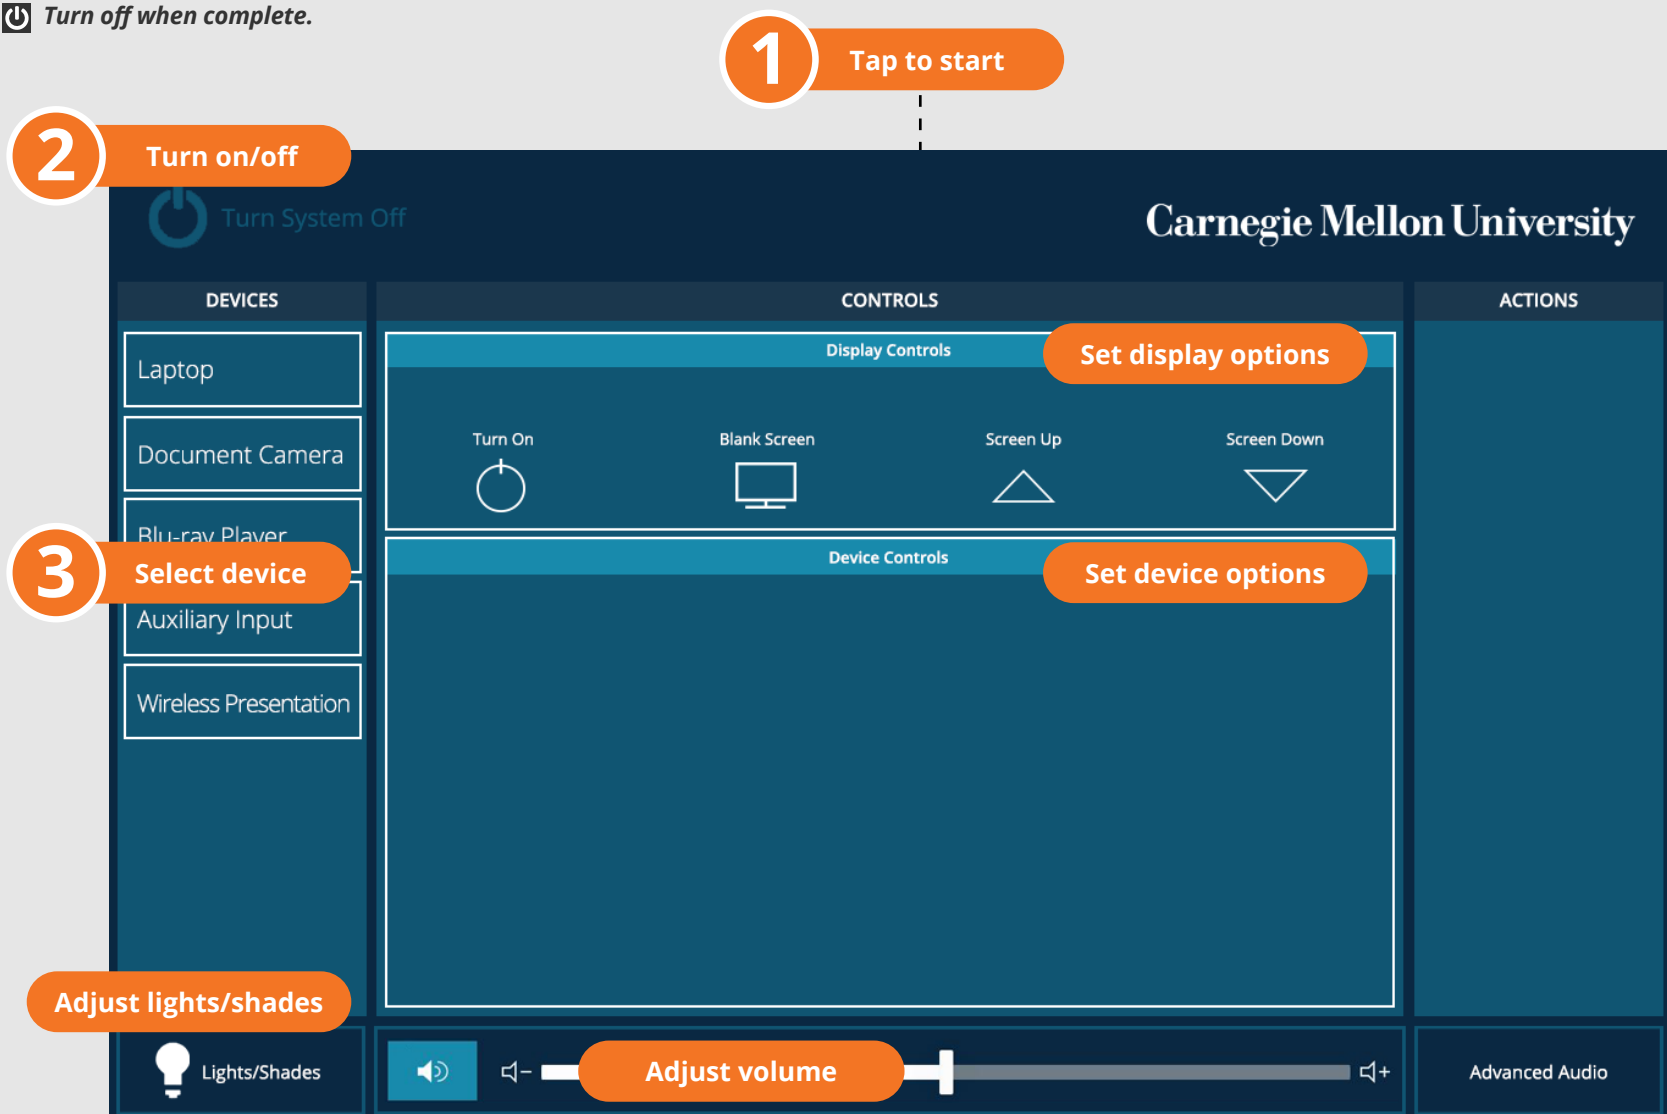 Turn off when complete.
1 Tap to start
2 Turn on/off
Turn System Off
Carnegie Mellon University
DEVICES
CONTROLS
ACTIONS
Laptop
Document Camera
Blu-ray Player
3 Select device
Auxiliary Input
Wireless Presentation
Display Controls
Set display options
Turn On
Blank Screen
Screen Up
Screen Down
Device Controls
Set device options
Adjust lights/shades
Lights/Shades
Adjust volume
Advanced Audio